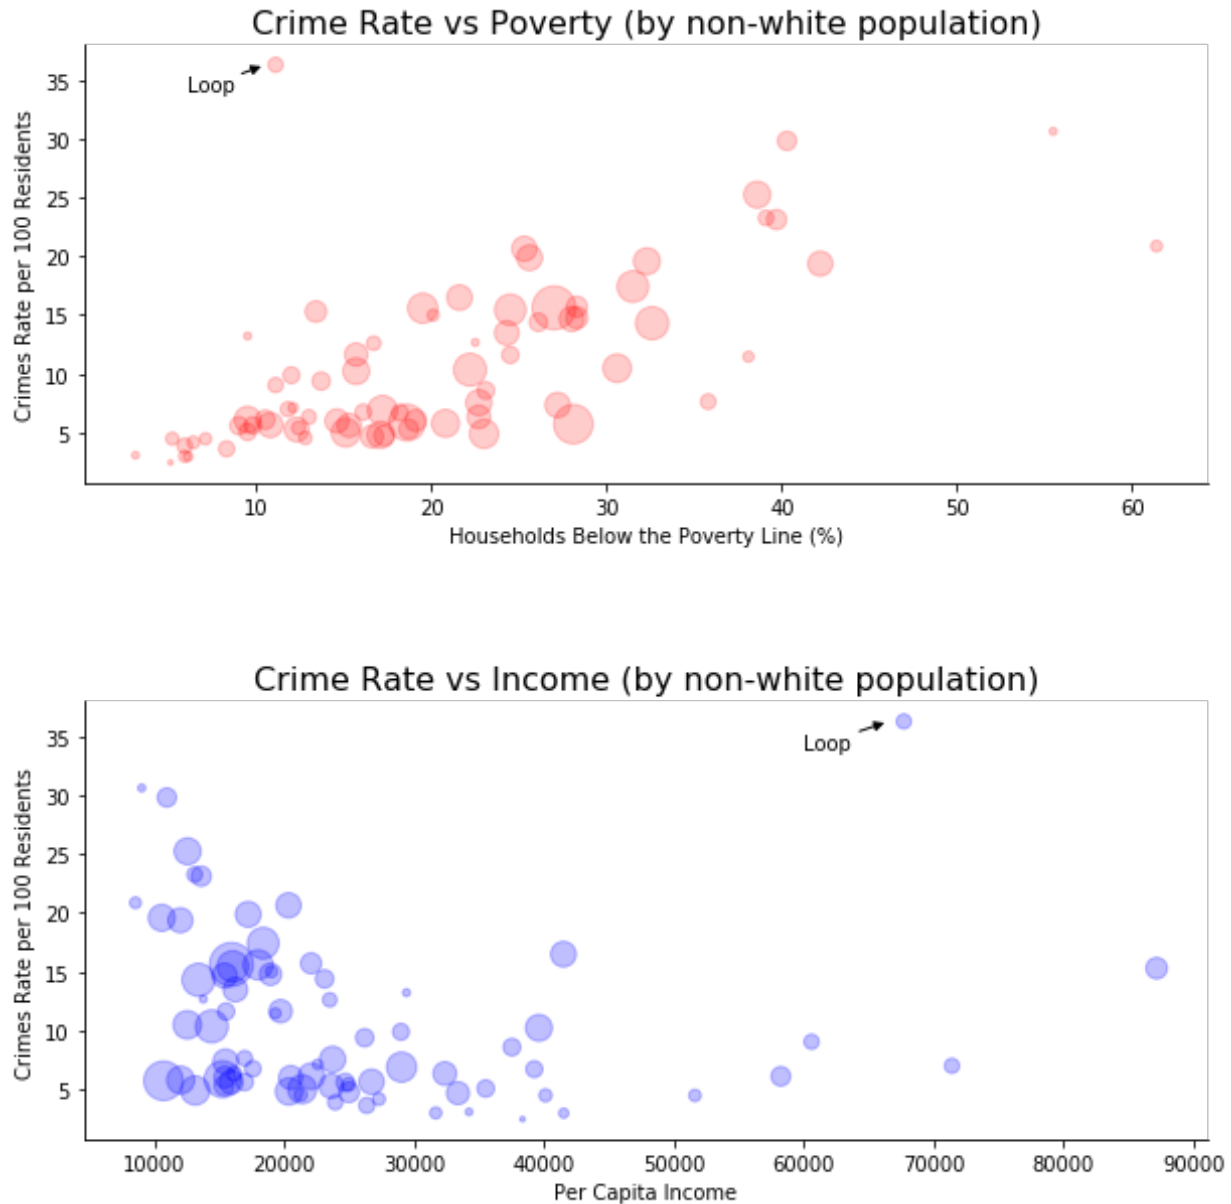 Crime Rate vs Poverty (by non-white population)
35
30
25
20
15
10
5
Crimes Rate per 100 Residents
Loop
10 20 30 40 50 60
Households Below the Poverty Line (%)
Crime Rate vs Income (by non-white population)
35
30
25
20
15
10
5
Crimes Rate per 100 Residents
Loop
10000 20000 30000 40000 50000 60000 70000 80000 90000
Per Capita Income